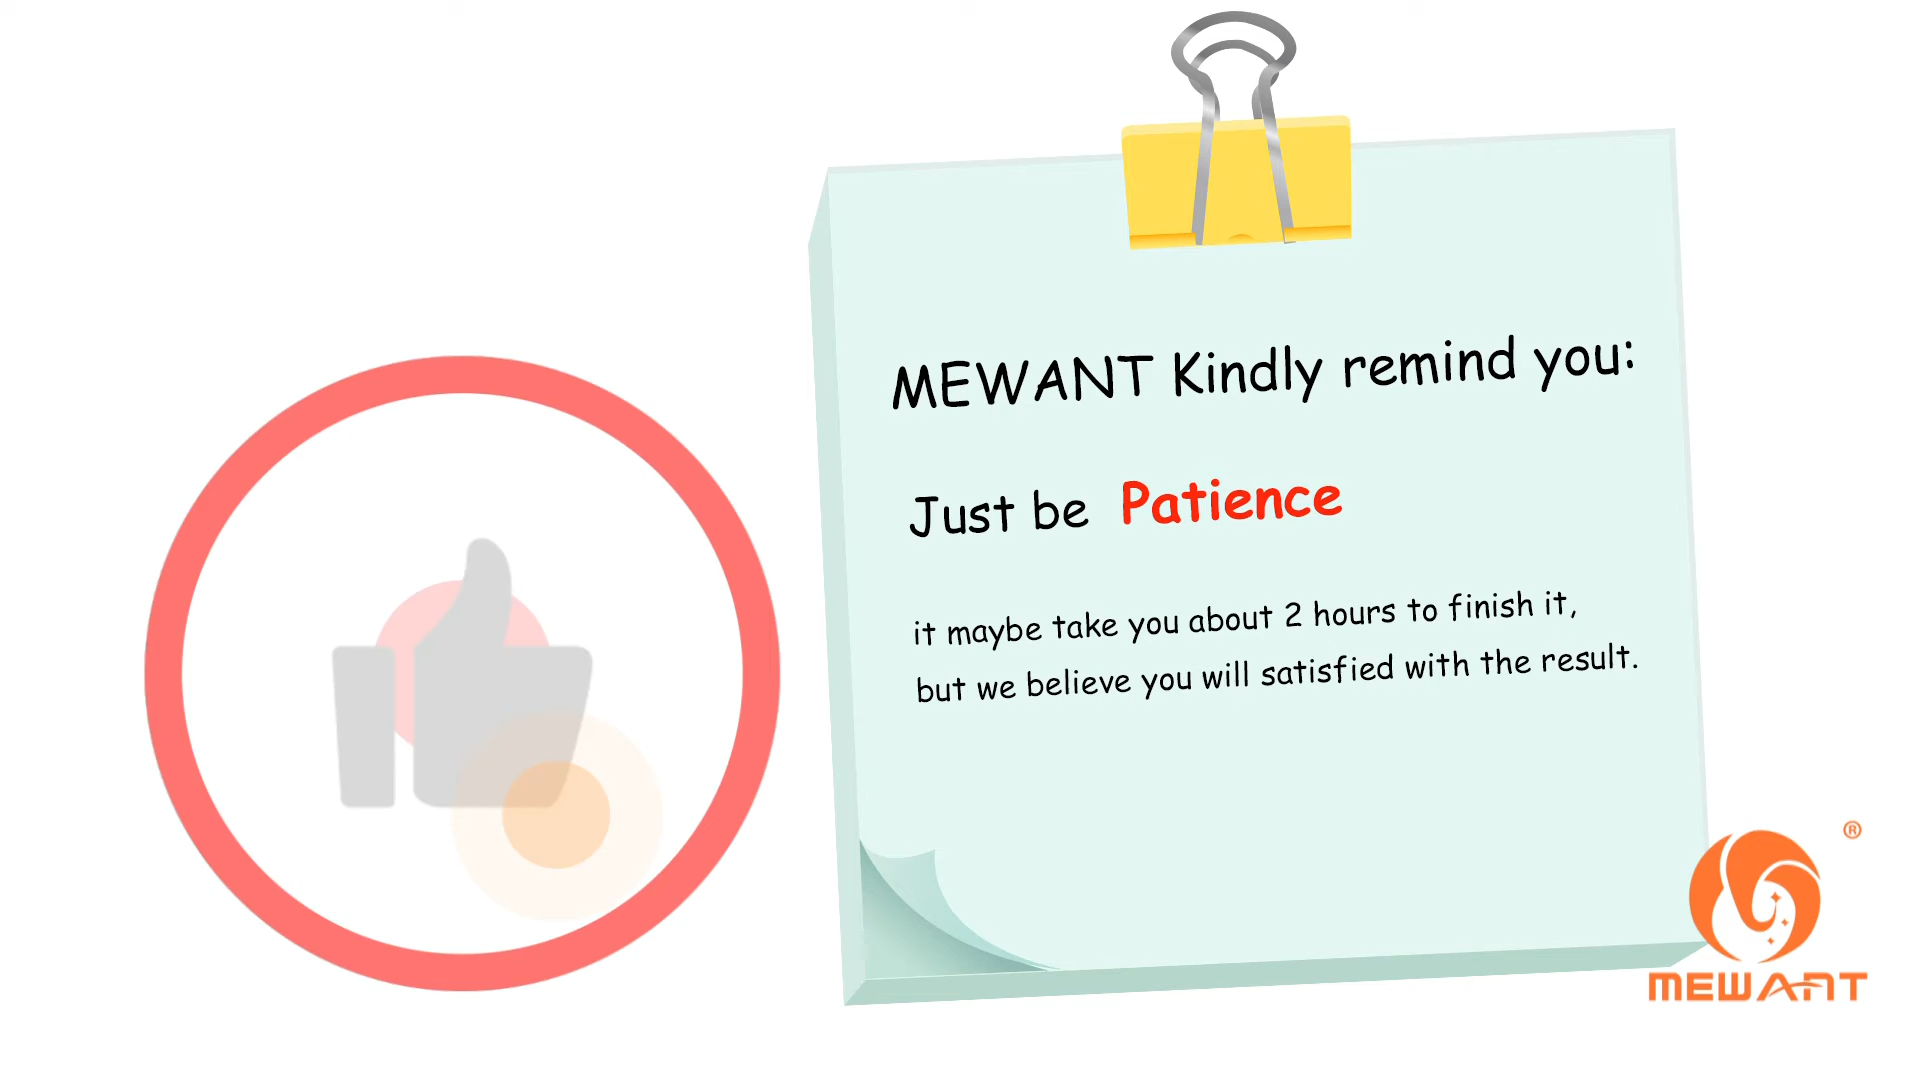 MEWANT Kindly remind you:
Just be Patience
it maybe take you about 2 hours to finish it,
but we believe you will satisfied with the result.
®
MEWANT